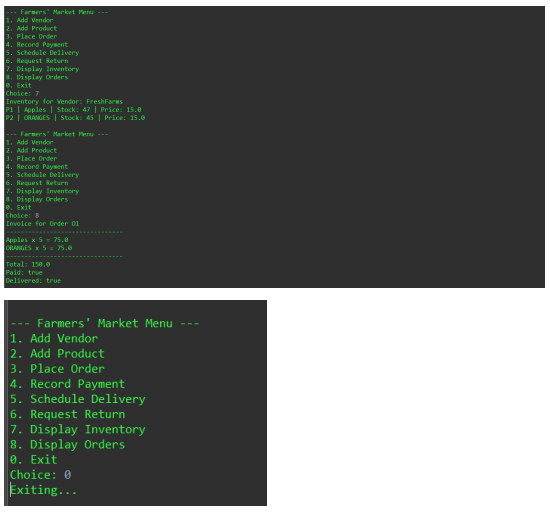 --- Farmers' Market Menu ---
1. Add Vendor
2. Add Product
3. Place Order
4. Record Payment
5. Schedule Delivery
6. Request Return
7. Display Inventory
8. Display Orders
0. Exit
Choice: 7
Inventory for Vendor: FreshFarms
P1 | Apples | Stock: 47 | Price: 15.0
P2 | ORANGES | Stock: 45 | Price: 15.0
--- Farmers' Market Menu ---
1. Add Vendor
2. Add Product
3. Place Order
4. Record Payment
5. Schedule Delivery
6. Request Return
7. Display Inventory
8. Display Orders
0. Exit
Choice: 8
Invoice for Order O1
--------------------------------
Apples x 5 = 75.0
ORANGES x 5 = 75.0
--------------------------------
Total: 150.0
Paid: true
Delivered: true
--- Farmers' Market Menu ---
1. Add Vendor
2. Add Product
3. Place Order
4. Record Payment
5. Schedule Delivery
6. Request Return
7. Display Inventory
8. Display Orders
0. Exit
Choice: 0
Exiting...